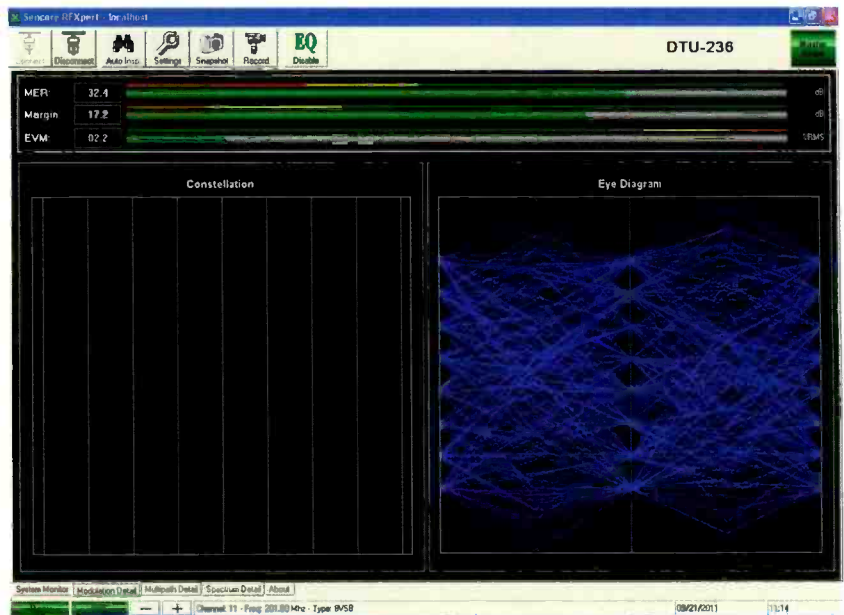 Sencore RFXpert - localhost
Connect Disconnect Auto Insp. Settings Snapshot Record EQ Disable
DTU-236
MER: 32.4 dB
Margin 17.2 dB
EVM: 02.2 %RMS
Constellation
Eye Diagram
System Monitor Modulation Detail Multipath Detail Spectrum Detail About
Channel: 11 - Freq: 201.00 Mhz - Type: 8VSB
09/21/2011
11:14